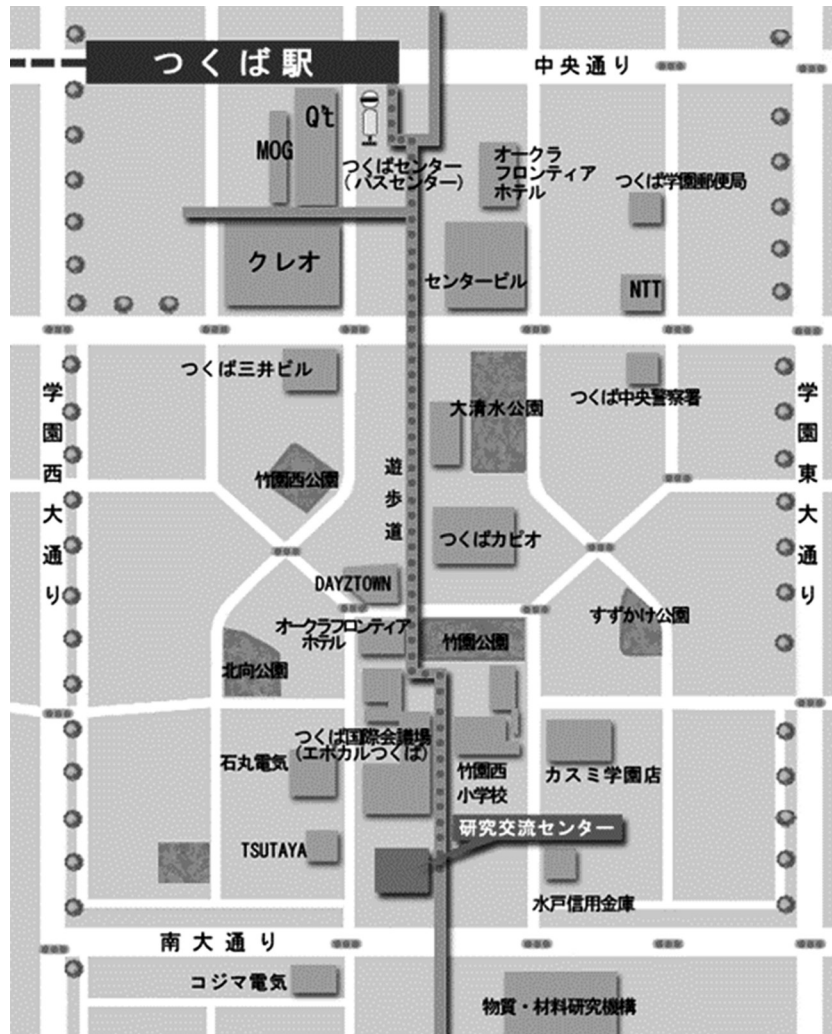 つくば駅
中央通り
Q't
MOG
つくばセンター
(バスセンター)
オークラ
フロンティア
ホテル
つくば学園郵便局
クレオ
センタービル
NTT
つくば三井ビル
大清水公園
つくば中央警察署
学園西大通り
遊歩道
学園東大通り
竹園西公園
つくばカピオ
DAYZTOWN
オークラフロンティア
ホテル
竹園公園
すずかけ公園
北向公園
つくば国際会議場
(エポカルつくば)
石丸電気
竹園西
小学校
カスミ学園店
研究交流センター
TSUTAYA
水戸信用金庫
南大通り
コジマ電気
物質・材料研究機構